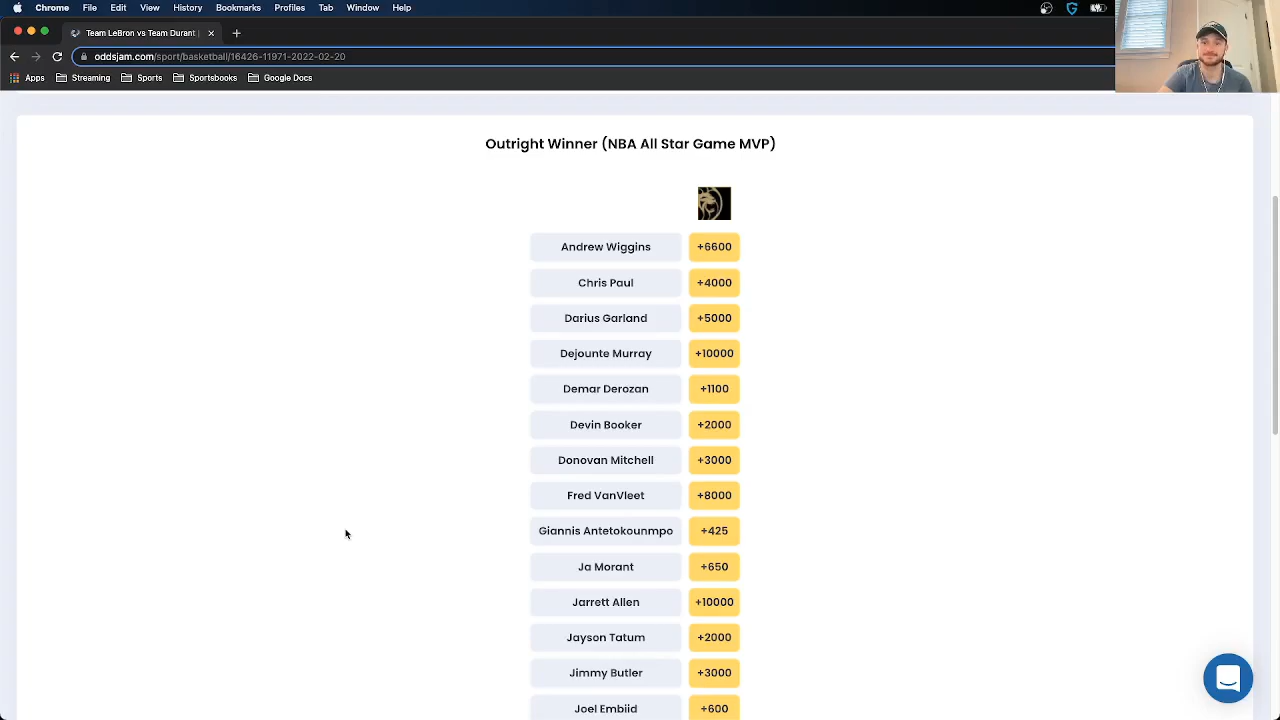 Chrome File Edit View History Bookmarks Profiles Tab Window Help
Team LeBron vs Team Durant |
oddsjam.com/sport/basketball/16426-11971-2022-02-20
Apps Streaming Sports Sportsbooks Google Docs
Outright Winner (NBA All Star Game MVP)
Andrew Wiggins +6600
Chris Paul +4000
Darius Garland +5000
Dejounte Murray +10000
Demar Derozan +1100
Devin Booker +2000
Donovan Mitchell +3000
Fred VanVleet +8000
Giannis Antetokounmpo +425
Ja Morant +650
Jarrett Allen +10000
Jayson Tatum +2000
Jimmy Butler +3000
Joel Embiid +600